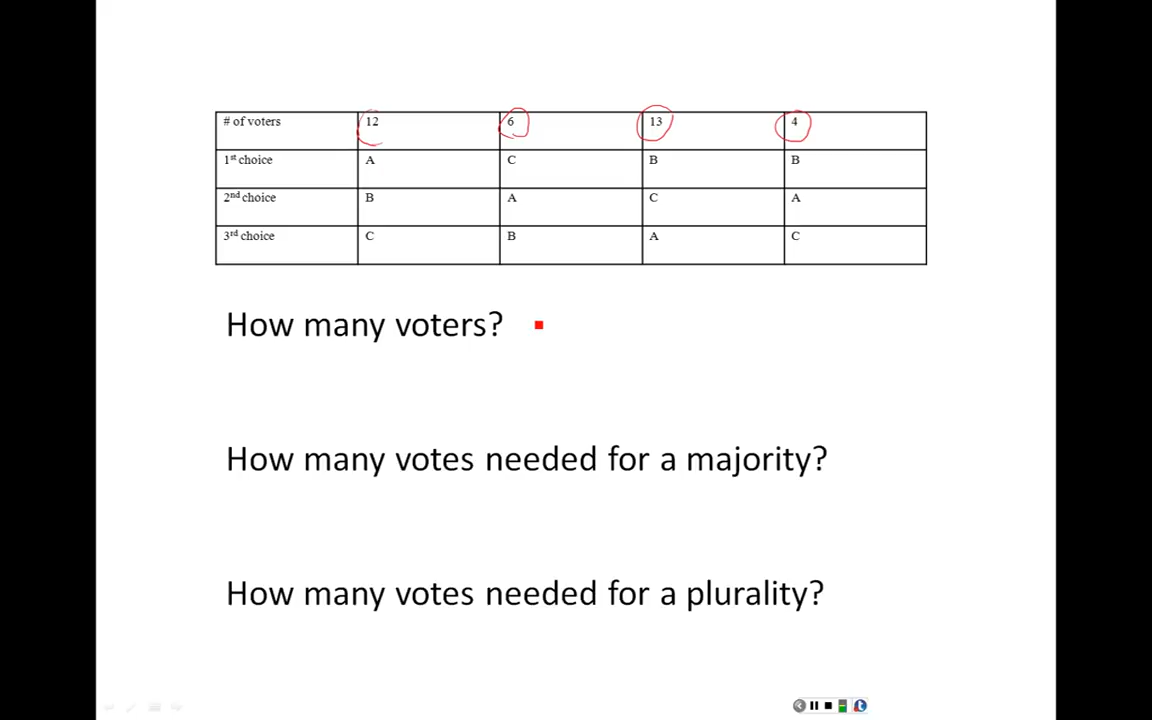 # of voters 12 6 13 4
1st choice A C B B
2nd choice B A C A
3rd choice C B A C
How many voters?
How many votes needed for a majority?
How many votes needed for a plurality?